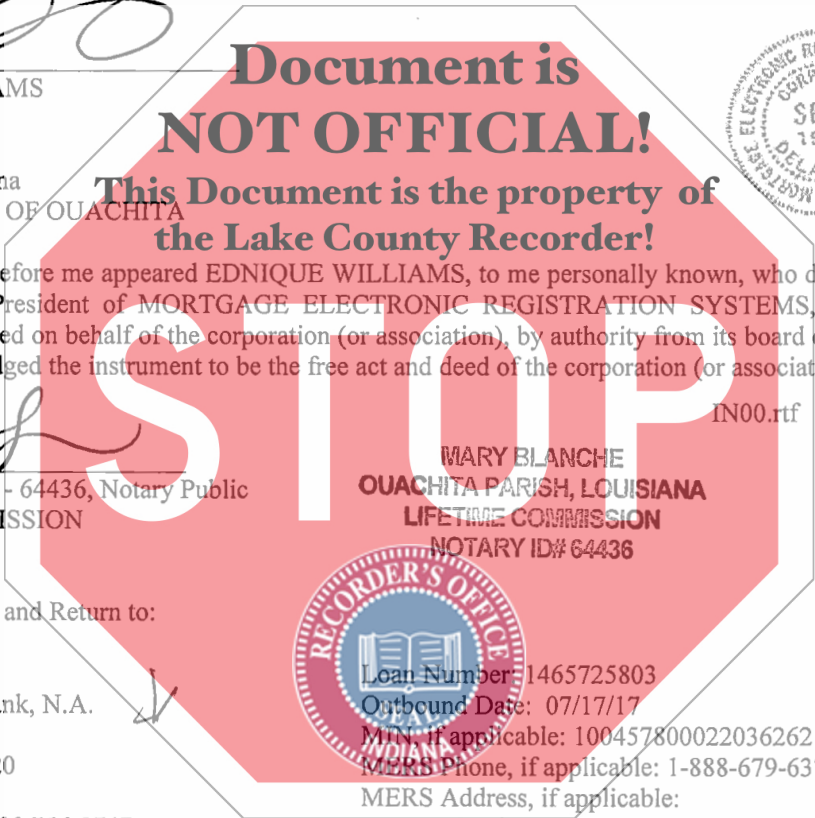 Document is
NOT OFFICIAL!
This Document is the property of
the Lake County Recorder!
STOP
AMS
na
OF OUACHITA
efore me appeared EDNIQUE WILLIAMS, to me personally known, who d
President of MORTGAGE ELECTRONIC REGISTRATION SYSTEMS,
ed on behalf of the corporation (or association), by authority from its board
ged the instrument to be the free act and deed of the corporation (or associat
IN00.rtf
- 64436, Notary Public
ISSION
MARY BLANCHE
OUACHITA PARISH, LOUISIANA
LIFETIME COMMISSION
NOTARY ID# 64436
RECORDER'S OFFICE
SEAL
INDIANA
and Return to:
nk, N.A.
Loan Number: 1465725803
Outbound Date: 07/17/17
MIN, if applicable: 100457800022036262
MERS Phone, if applicable: 1-888-679-63
MERS Address, if applicable: